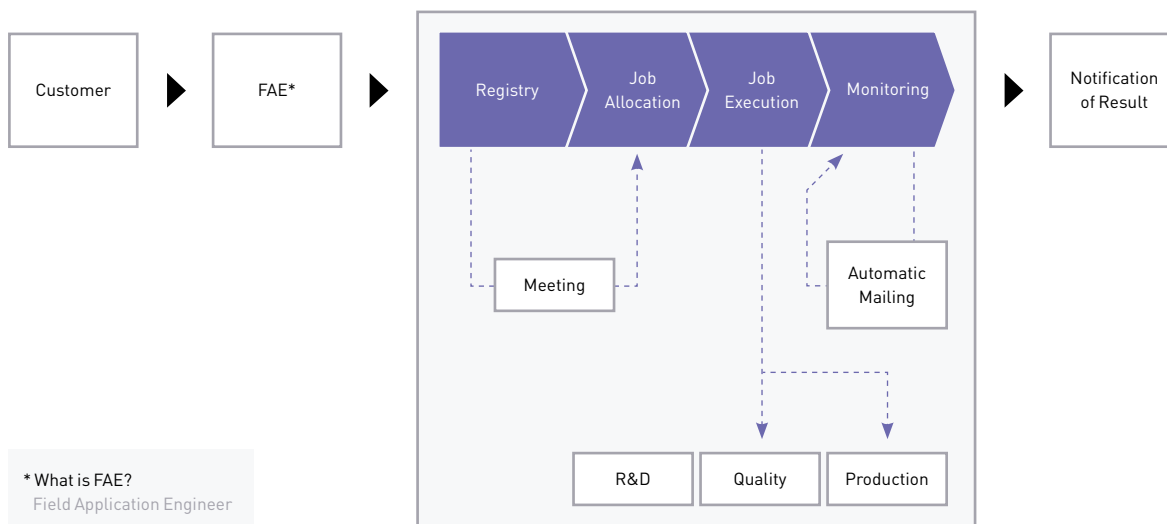 Customer
FAE*
Registry
Job
Allocation
Job
Execution
Monitoring
Notification
of Result
Meeting
Automatic
Mailing
R&D
Quality
Production
* What is FAE?
Field Application Engineer